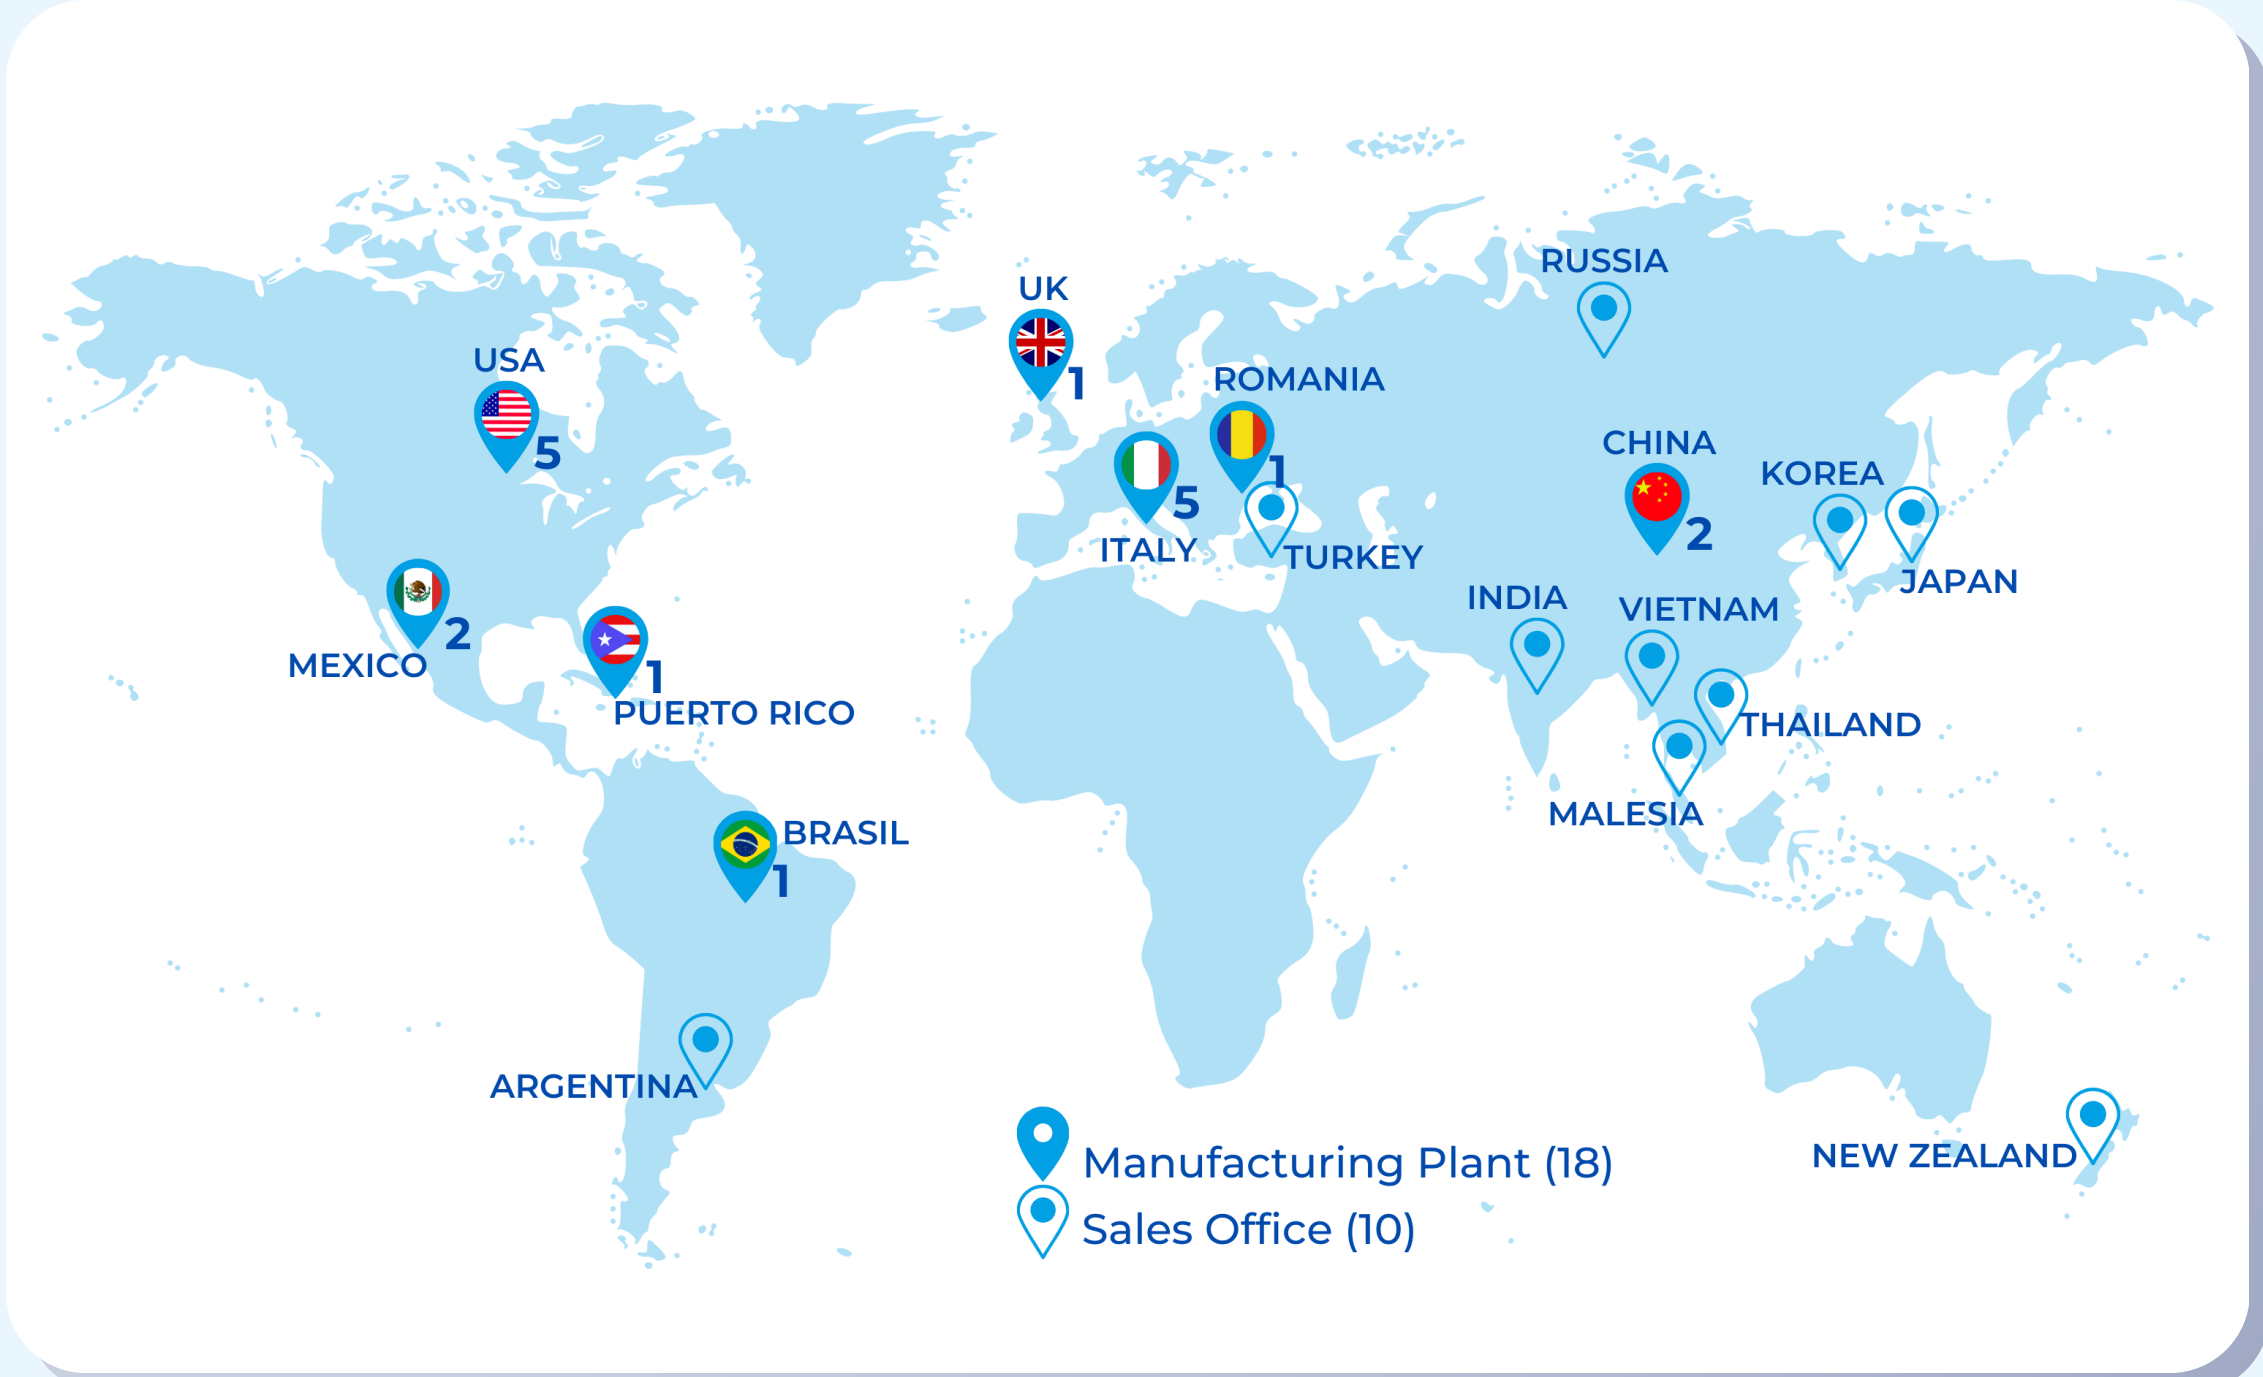 RUSSIA
UK
1
USA
5
ROMANIA
1
CHINA
2
KOREA
ITALY
5
TURKEY
JAPAN
INDIA
VIETNAM
MEXICO
2
1
PUERTO RICO
THAILAND
MALESIA
BRASIL
1
ARGENTINA
NEW ZEALAND
Manufacturing Plant (18)
Sales Office (10)